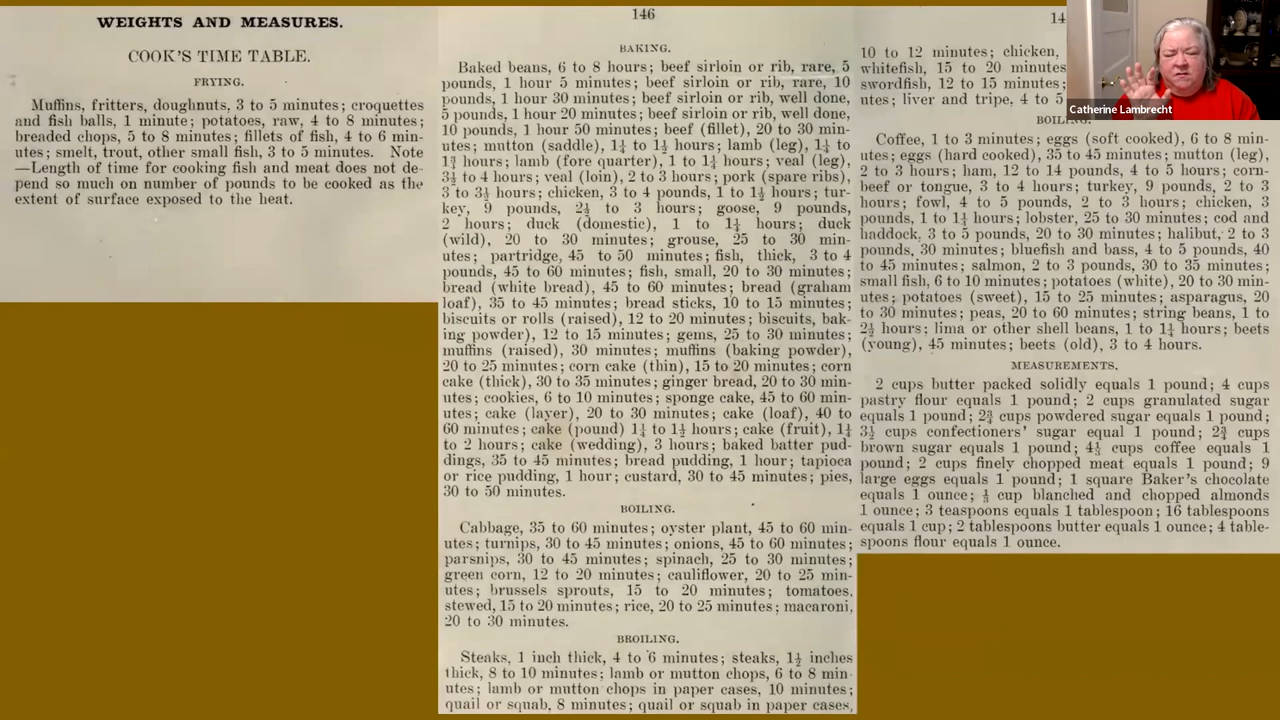 WEIGHTS AND MEASURES.
COOK'S TIME TABLE.
FRYING.
Muffins, fritters, doughnuts, 3 to 5 minutes; croquettes
and fish balls, 1 minute; potatoes, raw, 4 to 8 minutes;
breaded chops, 5 to 8 minutes; fillets of fish, 4 to 6 min-
utes; smelt, trout, other small fish, 3 to 5 minutes. Note
—Length of time for cooking fish and meat does not de-
pend so much on number of pounds to be cooked as the
extent of surface exposed to the heat.
146
BAKING.
Baked beans, 6 to 8 hours; beef sirloin or rib, rare, 5
pounds, 1 hour 5 minutes; beef sirloin or rib, rare, 10
pounds, 1 hour 30 minutes; beef sirloin or rib, well done,
5 pounds, 1 hour 20 minutes; beef sirloin or rib, well done,
10 pounds, 1 hour 50 minutes; beef (fillet), 20 to 30 min-
utes; mutton (saddle), 1¼ to 1½ hours; lamb (leg), 1¼ to
hours; lamb (fore quarter), 1 to 1¼ hours; veal (leg),
3½ to 4 hours; veal (loin), 2 to 3 hours; pork (spare ribs),
3 to 3½ hours; chicken, 3 to 4 pounds, 1 to 1½ hours; tur-
key, 9 pounds, 2½ to 3 hours; goose, 9 pounds,
2 hours; duck (domestic), 1 to 1¼ hours; duck
(wild), 20 to 30 minutes; grouse, 25 to 30 min-
utes; partridge, 45 to 50 minutes; fish, thick, 3 to 4
pounds, 45 to 60 minutes; fish, small, 20 to 30 minutes;
bread (white bread), 45 to 60 minutes; bread (graham
loaf), 35 to 45 minutes; bread sticks, 10 to 15 minutes;
biscuits or rolls (raised), 12 to 20 minutes; biscuits, bak-
ing powder), 12 to 15 minutes; gems, 25 to 30 minutes;
muffins (raised), 30 minutes; muffins (baking powder),
20 to 25 minutes; corn cake (thin), 15 to 20 minutes; corn
cake (thick), 30 to 35 minutes; ginger bread, 20 to 30 min-
utes; cookies, 6 to 10 minutes; sponge cake, 45 to 60 min-
utes; cake (layer), 20 to 30 minutes; cake (loaf), 40 to
60 minutes; cake (pound) 1¼ to 1½ hours; cake (fruit), 1¼
to 2 hours; cake (wedding), 3 hours; baked batter pud-
dings, 35 to 45 minutes; bread pudding, 1 hour; tapioca
or rice pudding, 1 hour; custard, 30 to 45 minutes; pies,
30 to 50 minutes.
BOILING.
Cabbage, 35 to 60 minutes; oyster plant, 45 to 60 min-
utes; turnips, 30 to 45 minutes; onions, 45 to 60 minutes;
parsnips, 30 to 45 minutes; spinach, 25 to 30 minutes;
green corn, 12 to 20 minutes; cauliflower, 20 to 25 min-
utes; brussels sprouts, 15 to 20 minutes; tomatoes,
stewed, 15 to 20 minutes; rice, 20 to 25 minutes; macaroni,
20 to 30 minutes.
BROILING.
Steaks, 1 inch thick, 4 to 6 minutes; steaks, 1½ inches
thick, 8 to 10 minutes; lamb or mutton chops, 6 to 8 min-
utes; lamb or mutton chops in paper cases, 10 minutes;
quail or squab, 8 minutes; quail or squab in paper cases,
14
10 to 12 minutes; chicken,
whitefish, 15 to 20 minutes
swordfish, 12 to 15 minutes;
utes; liver and tripe, 4 to 5
Catherine Lambrecht
BOILING.
Coffee, 1 to 3 minutes; eggs (soft cooked), 6 to 8 min-
utes; eggs (hard cooked), 35 to 45 minutes; mutton (leg),
2 to 3 hours; ham, 12 to 14 pounds, 4 to 5 hours; corn-
beef or tongue, 3 to 4 hours; turkey, 9 pounds, 2 to 3
hours; fowl, 4 to 5 pounds, 2 to 3 hours; chicken, 3
pounds, 1 to 1¼ hours; lobster, 25 to 30 minutes; cod and
haddock, 3 to 5 pounds, 20 to 30 minutes; halibut, 2 to 3
pounds, 30 minutes; bluefish and bass, 4 to 5 pounds, 40
to 45 minutes; salmon, 2 to 3 pounds, 30 to 35 minutes;
small fish, 6 to 10 minutes; potatoes (white), 20 to 30 min-
utes; potatoes (sweet), 15 to 25 minutes; asparagus, 20
to 30 minutes; peas, 20 to 60 minutes; string beans, 1 to
2½ hours; lima or other shell beans, 1 to 1¼ hours; beets
(young), 45 minutes; beets (old), 3 to 4 hours.
MEASUREMENTS.
2 cups butter packed solidly equals 1 pound; 4 cups
pastry flour equals 1 pound; 2 cups granulated sugar
equals 1 pound; 2¾ cups powdered sugar equals 1 pound;
3½ cups confectioners' sugar equal 1 pound; 2¾ cups
brown sugar equals 1 pound; 4⅓ cups coffee equals 1
pound; 2 cups finely chopped meat equals 1 pound; 9
large eggs equals 1 pound; 1 square Baker's chocolate
equals 1 ounce; ⅓ cup blanched and chopped almonds
1 ounce; 3 teaspoons equals 1 tablespoon; 16 tablespoons
equals 1 cup; 2 tablespoons butter equals 1 ounce; 4 table-
spoons flour equals 1 ounce.